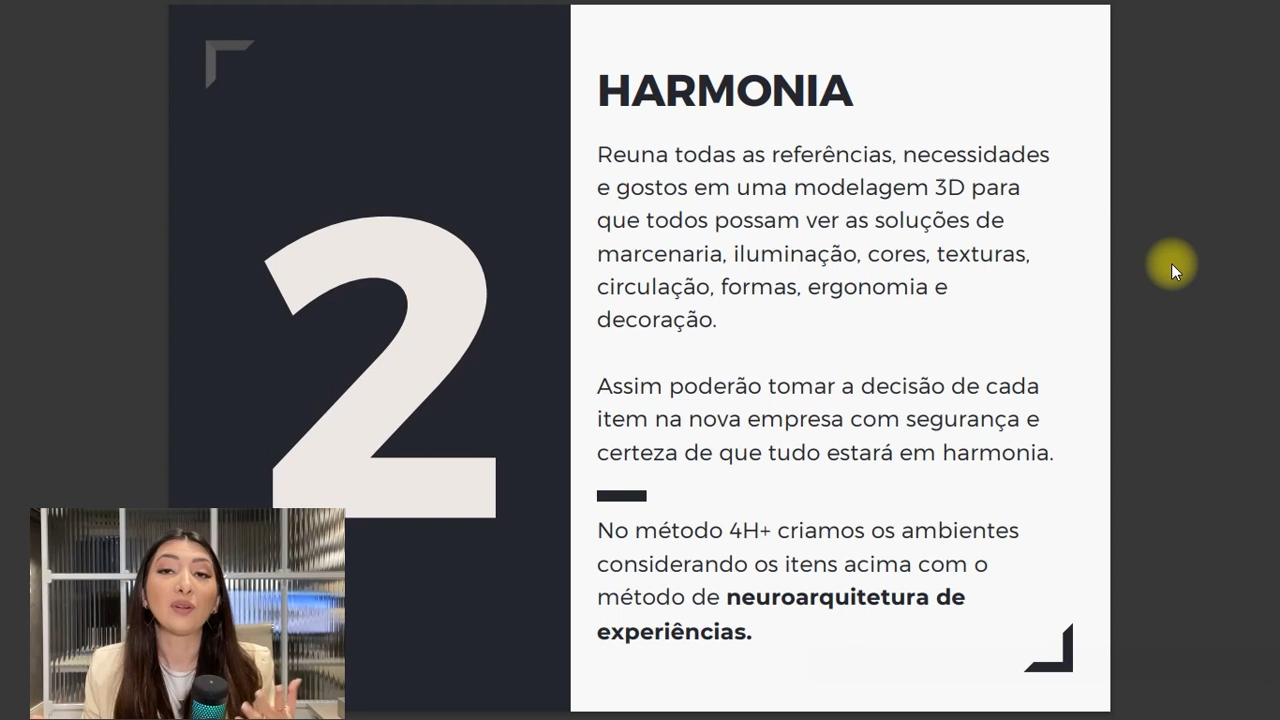 2
HARMONIA
Reuna todas as referências, necessidades
e gostos em uma modelagem 3D para
que todos possam ver as soluções de
marcenaria, iluminação, cores, texturas,
circulação, formas, ergonomia e
decoração.
Assim poderão tomar a decisão de cada
item na nova empresa com segurança e
certeza de que tudo estará em harmonia.
No método 4H+ criamos os ambientes
considerando os itens acima com o
método de neuroarquitetura de
experiências.